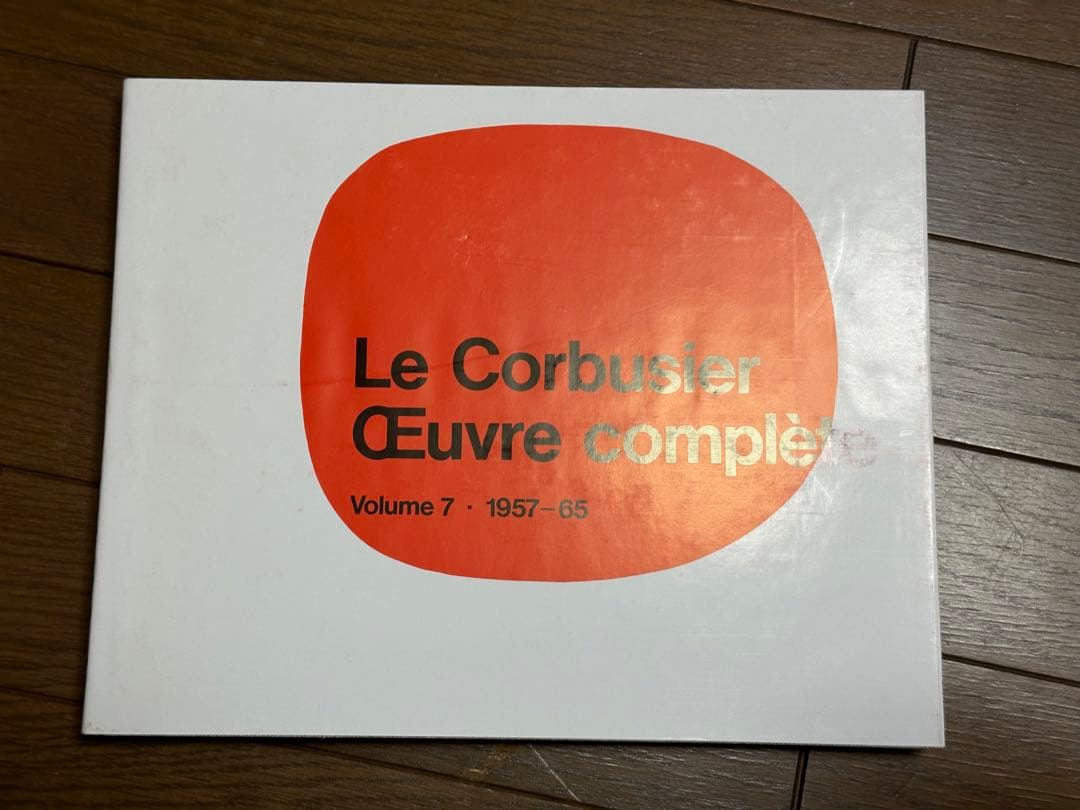 Le Corbusier
Œuvre complète
Volume 7 · 1957–65